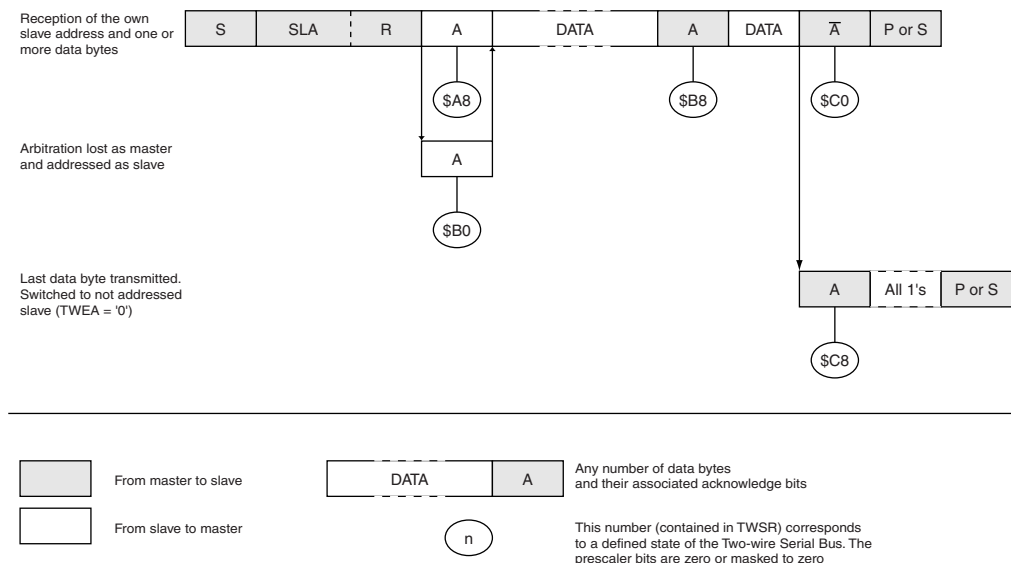 Reception of the own
slave address and one or
more data bytes
S SLA R A DATA A DATA A̅ P or S
$A8 $B8 $C0
Arbitration lost as master
and addressed as slave
A
$B0
Last data byte transmitted.
Switched to not addressed
slave (TWEA = '0')
A All 1's P or S
$C8
From master to slave
DATA A
Any number of data bytes
and their associated acknowledge bits
From slave to master
n
This number (contained in TWSR) corresponds
to a defined state of the Two-wire Serial Bus. The
prescaler bits are zero or masked to zero